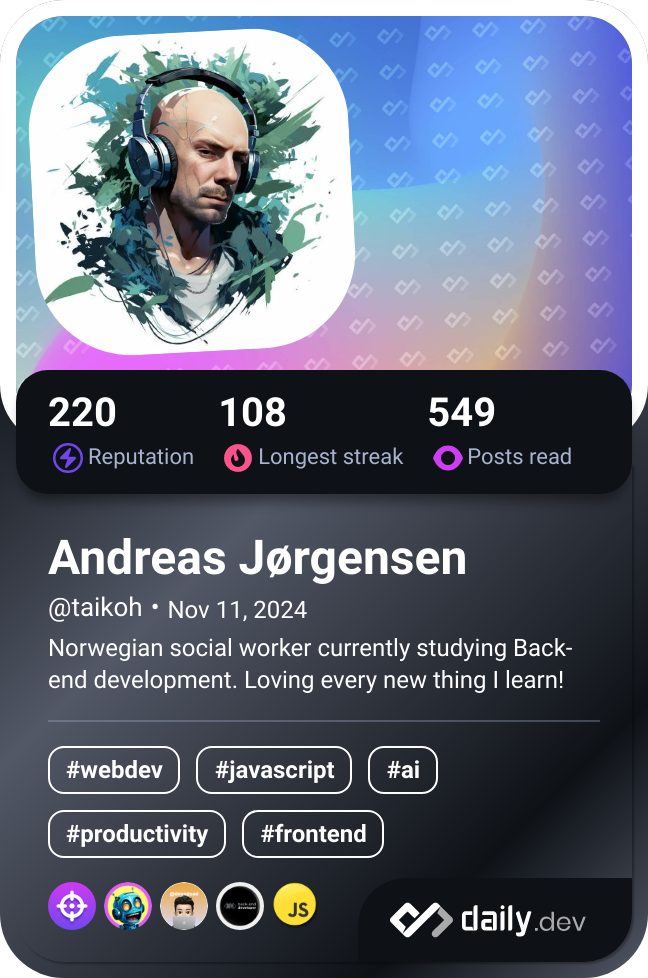 220 108 549
Reputation Longest streak Posts read
Andreas Jørgensen
@taikoh • Nov 11, 2024
Norwegian social worker currently studying Back-
end development. Loving every new thing I learn!
#webdev #javascript #ai
#productivity #frontend
JS
daily.dev